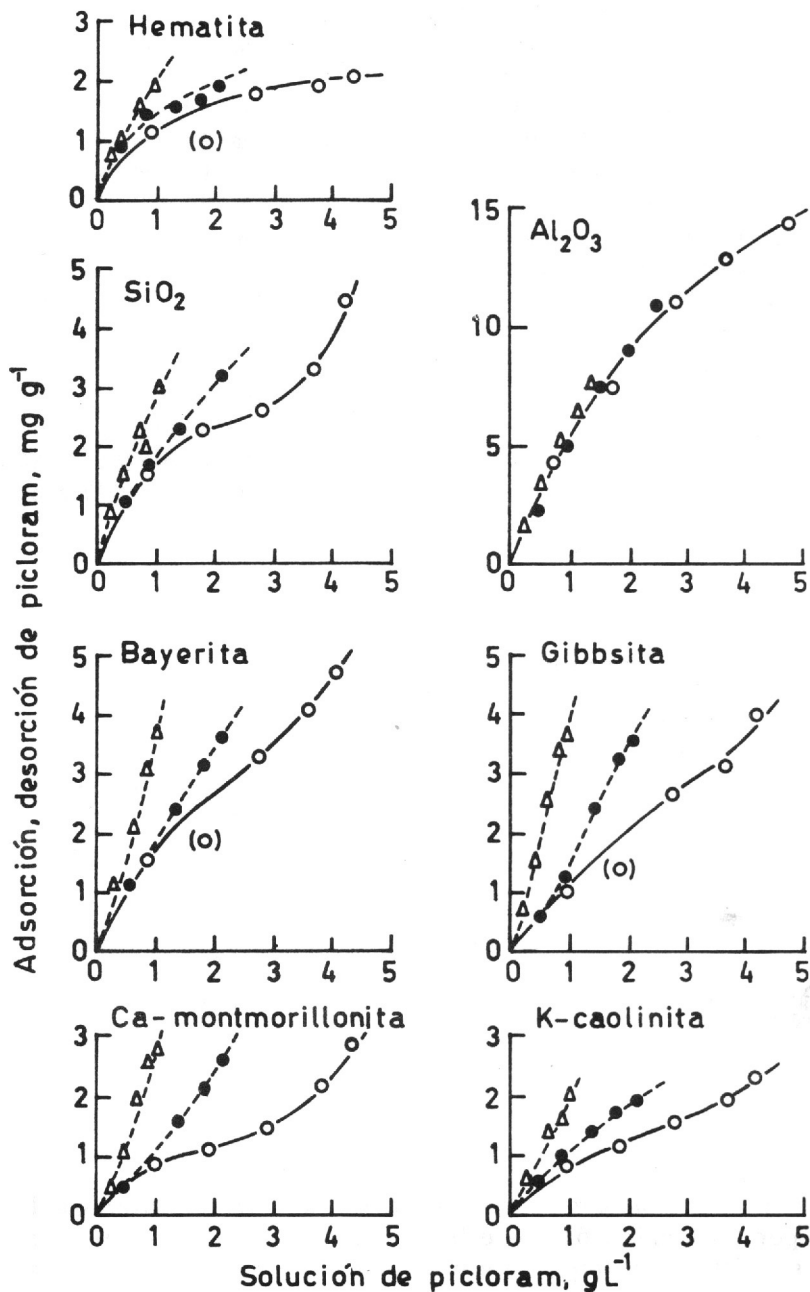 Hematita
3
2
1
0
0 1 2 3 4 5
(o)
SiO₂
5
4
3
2
1
0
0 1 2 3 4 5
Al₂O₃
15
10
5
0
0 1 2 3 4 5
Bayerita
5
4
3
2
1
0
0 1 2 3 4 5
(o)
Gibbsita
5
4
3
2
1
0
0 1 2 3 4 5
(o)
Ca-montmorillonita
3
2
1
0
0 1 2 3 4 5
K-caolinita
3
2
1
0
0 1 2 3 4 5
Adsorción, desorción de picloram, mg g⁻¹
Solución de picloram, gL⁻¹